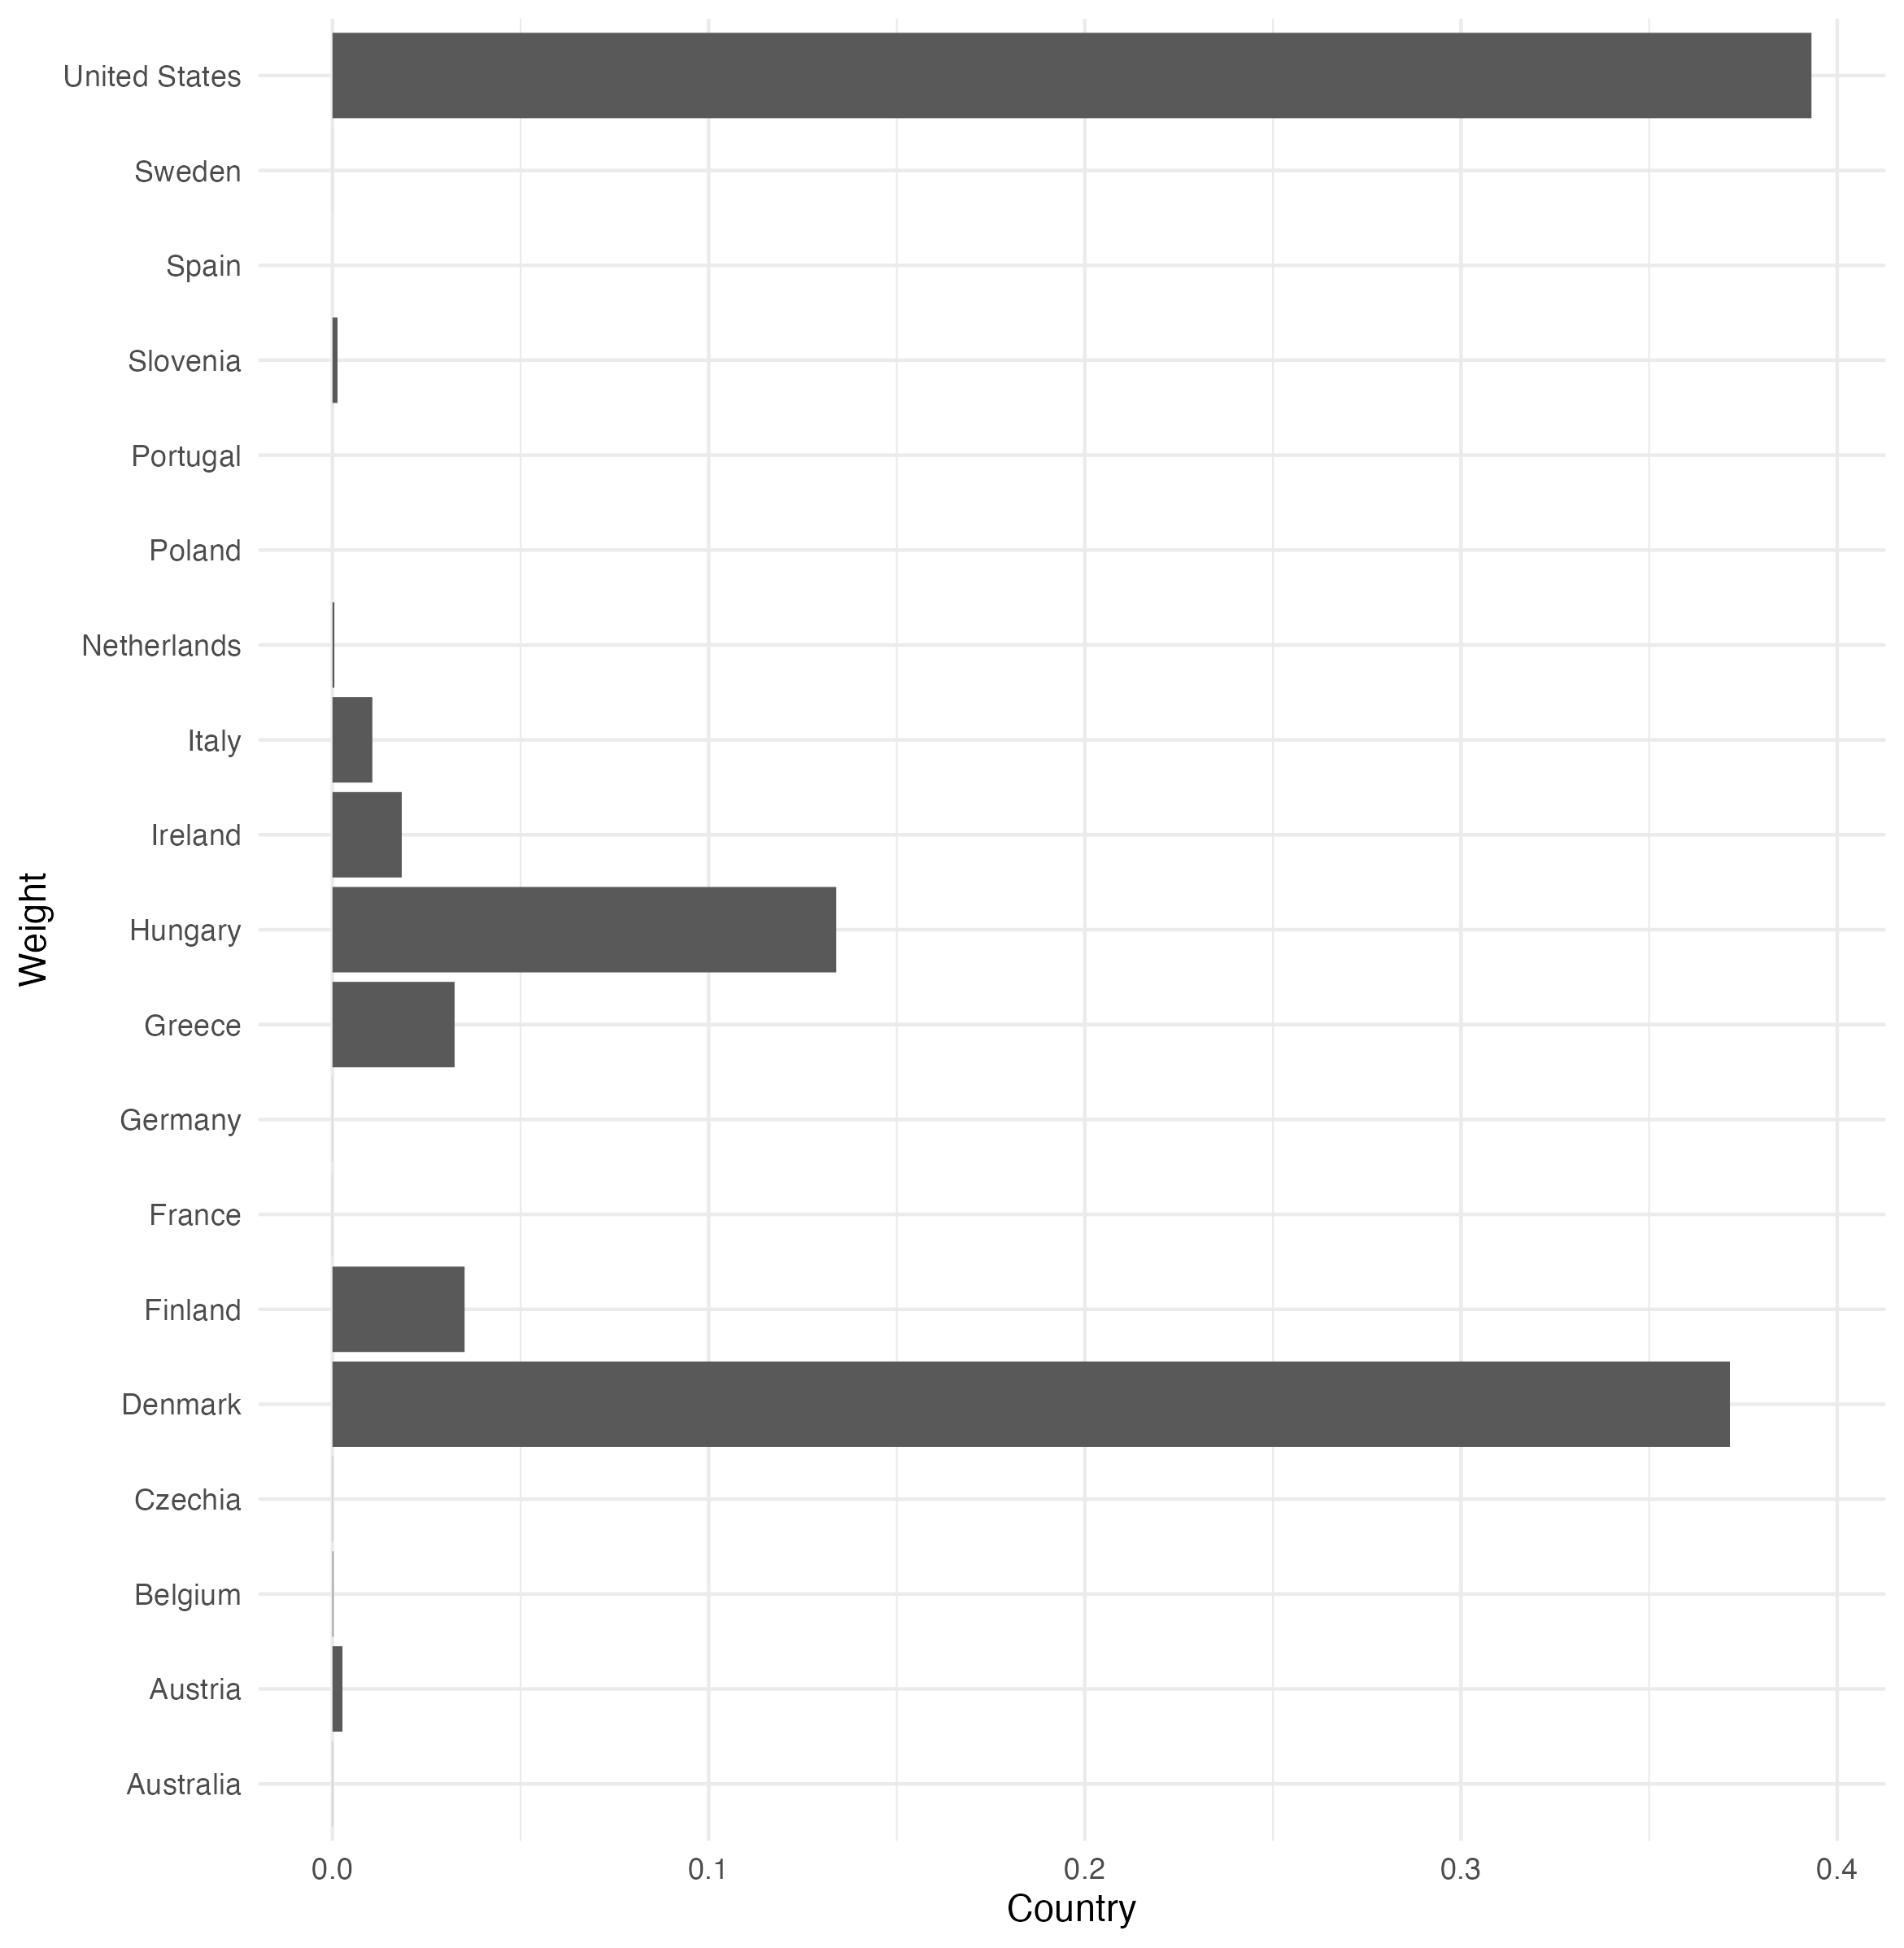 United States
Sweden
Spain
Slovenia
Portugal
Poland
Netherlands
Italy
Ireland
Hungary
Greece
Germany
France
Finland
Denmark
Czechia
Belgium
Austria
Australia
Weight
0.0 0.1 0.2 0.3 0.4
Country